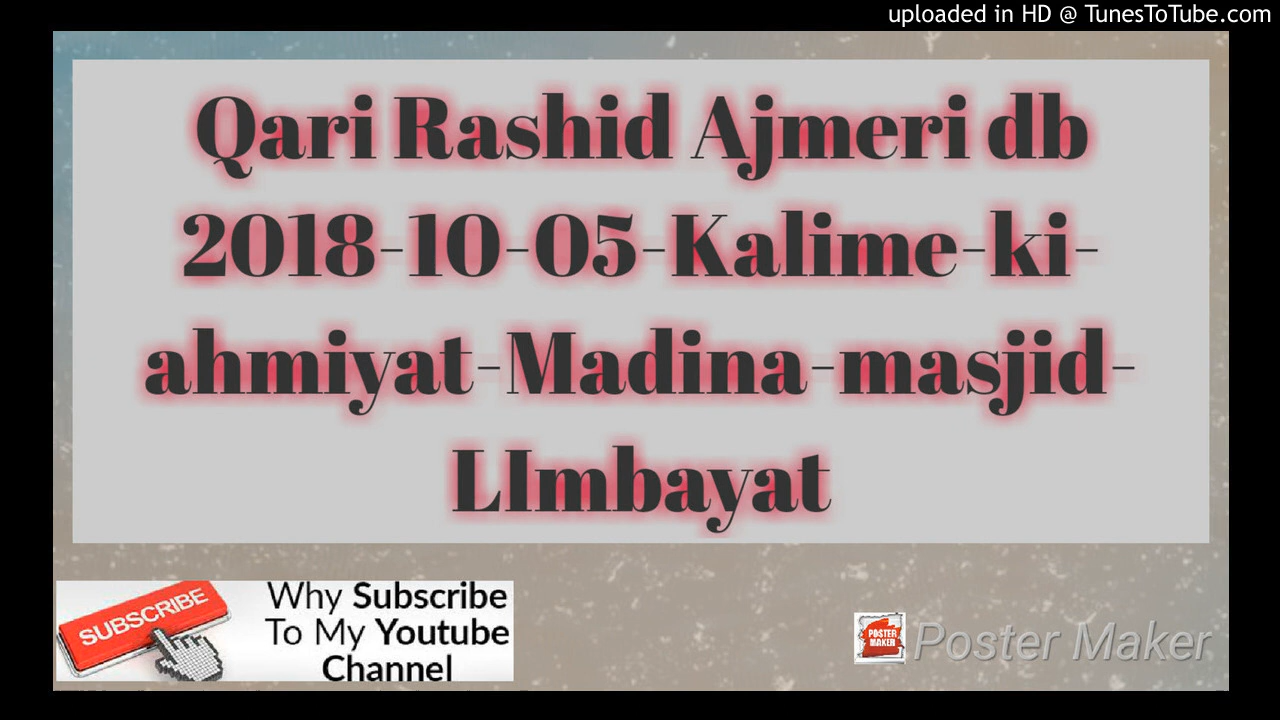 uploaded in HD @ TunesToTube.com
Qari Rashid Ajmeri db
2018-10-05-Kalime-ki-
ahmiyat-Madina-masjid-
LImbayat
SUBSCRIBE
Why Subscribe
To My Youtube
Channel
POSTER
MAKER
Poster Maker